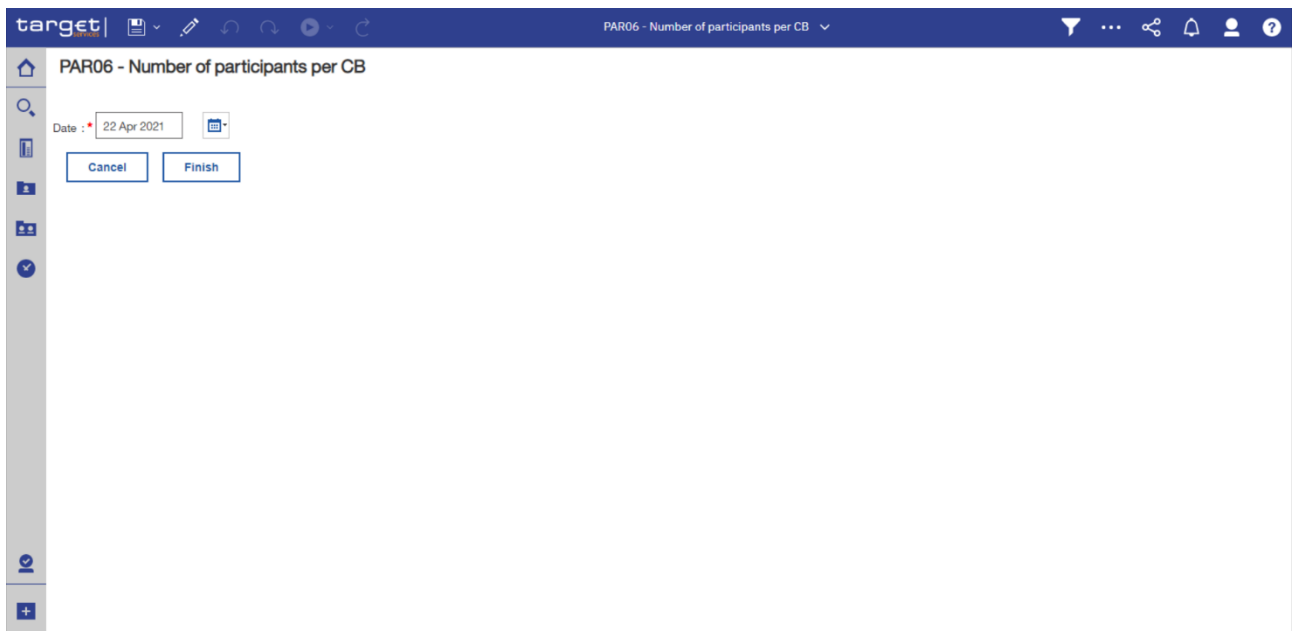 target|
services
PAR06 - Number of participants per CB
PAR06 - Number of participants per CB
Date : * 22 Apr 2021
Cancel Finish